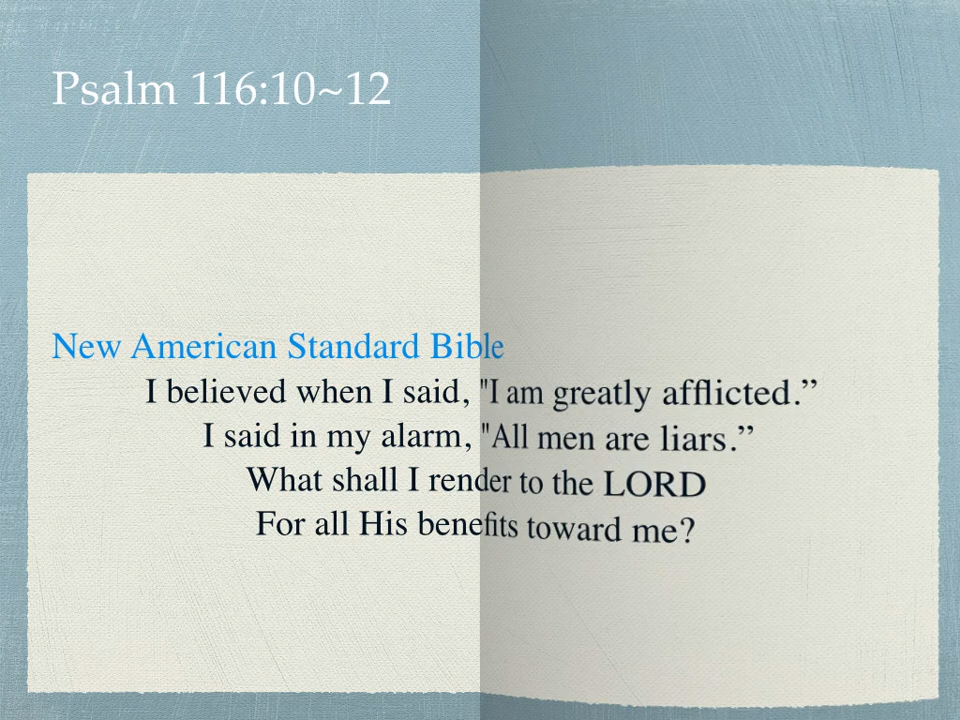 Psalm 116:10~12
New American Standard Bible
I believed when I said, "I am greatly afflicted.”
I said in my alarm, "All men are liars.”
What shall I render to the LORD
For all His benefits toward me?